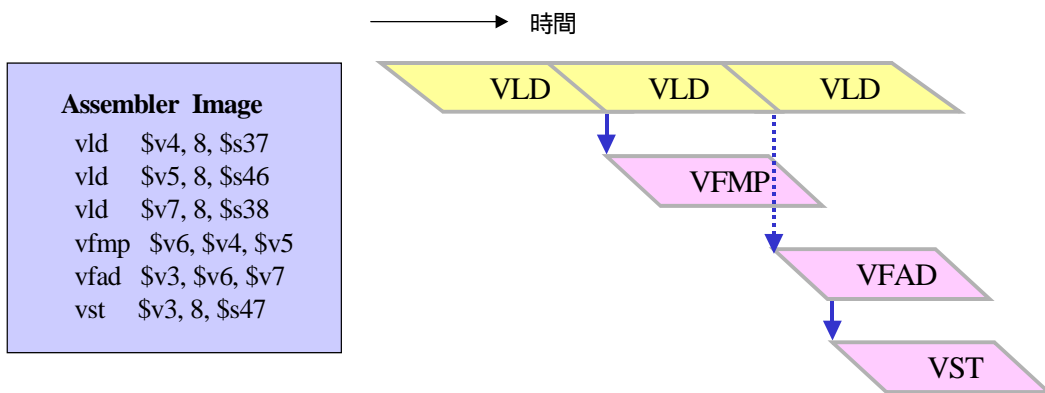 時間
Assembler Image
vld $v4, 8, $s37
vld $v5, 8, $s46
vld $v7, 8, $s38
vfmp $v6, $v4, $v5
vfad $v3, $v6, $v7
vst $v3, 8, $s47
VLD VLD VLD
VFMP
VFAD
VST